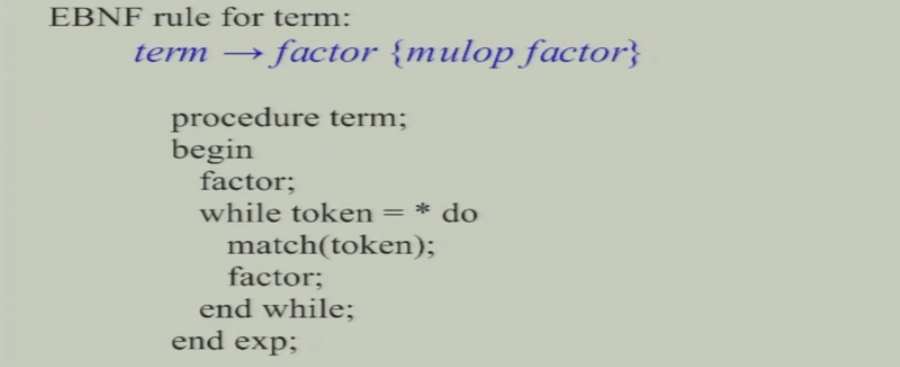 EBNF rule for term:
term → factor {mulop factor}
procedure term;
begin
factor;
while token = * do
match(token);
factor;
end while;
end exp;